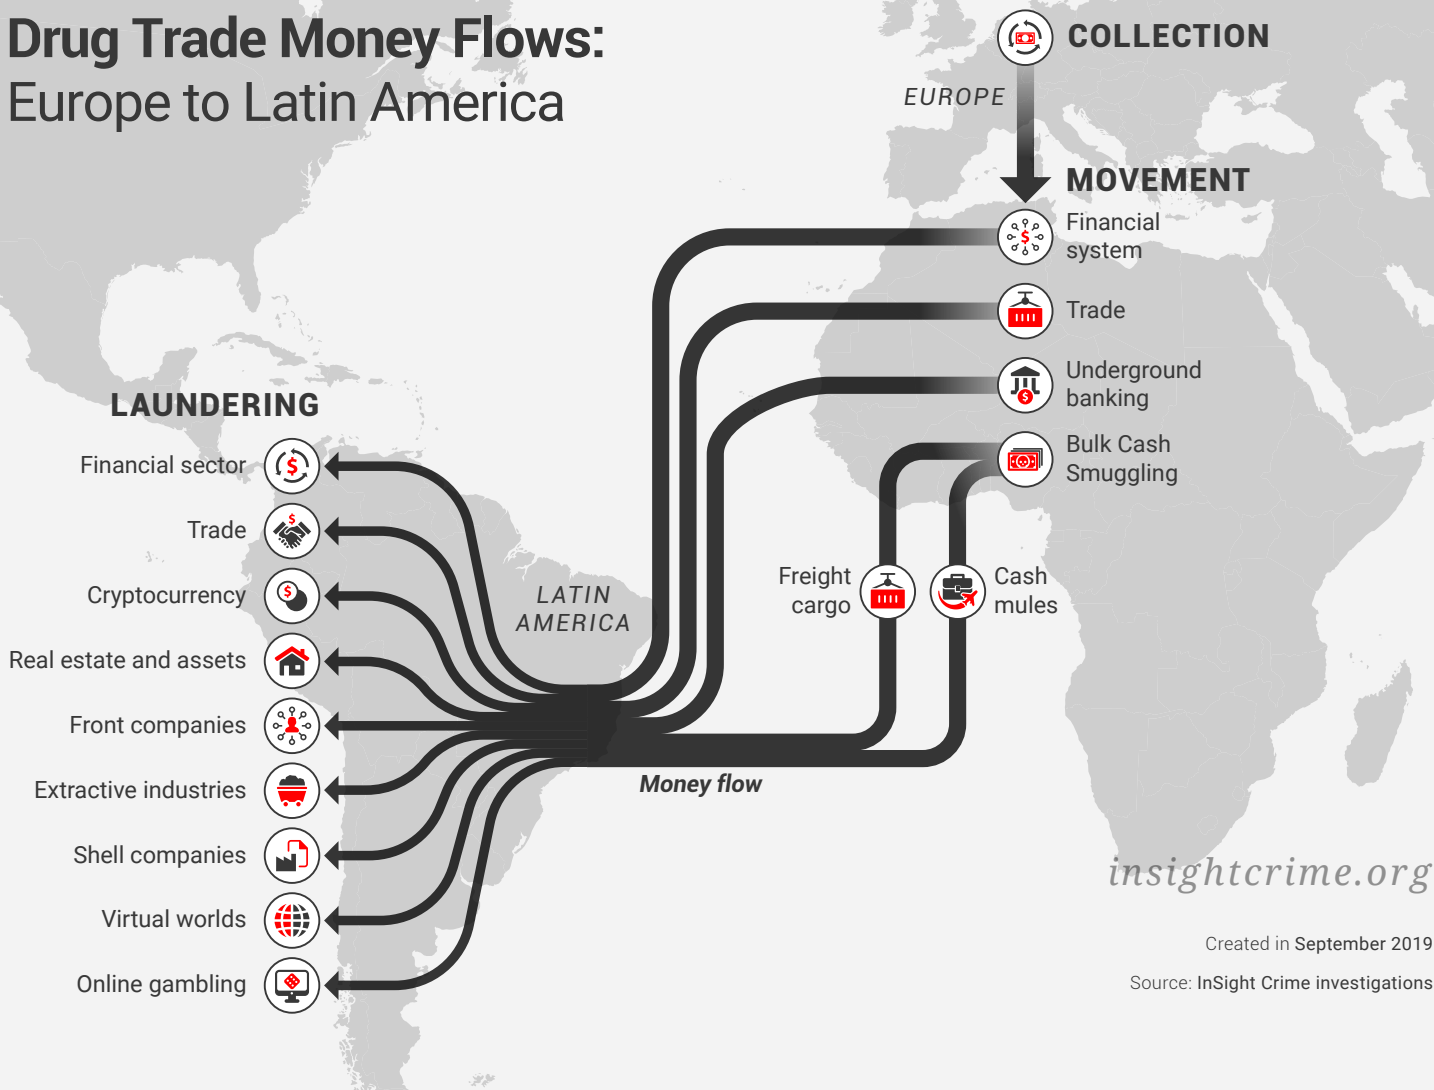 Drug Trade Money Flows:
Europe to Latin America
COLLECTION
EUROPE
MOVEMENT
Financial
system
Trade
Underground
banking
Bulk Cash
Smuggling
Freight
cargo
Cash
mules
LATIN
AMERICA
Money flow
LAUNDERING
Financial sector
Trade
Cryptocurrency
Real estate and assets
Front companies
Extractive industries
Shell companies
Virtual worlds
Online gambling
insightcrime.org
Created in September 2019
Source: InSight Crime investigations